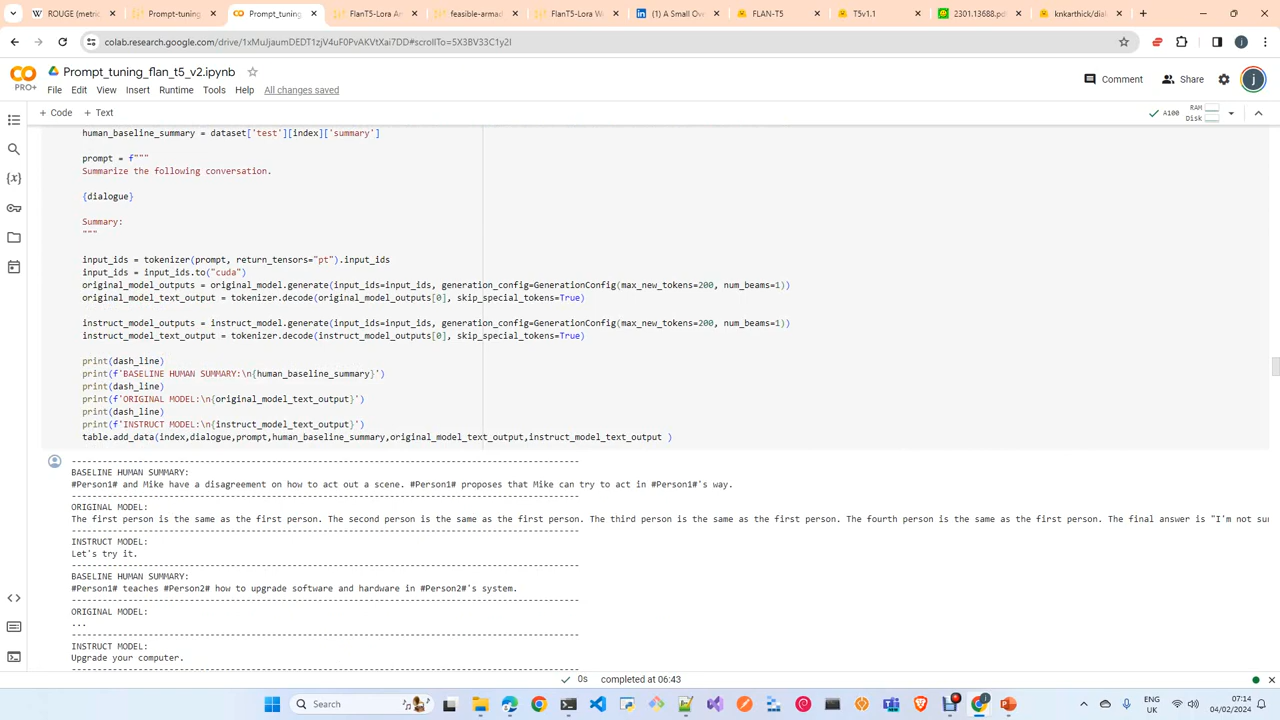 ROUGE (metric
Prompt-tuning
Prompt_tuning
FlanT5-Lora Ar
feasible-armad
FlanT5-Lora W
(1) A Small Ove
FLAN-T5
T5v1.1
2301.13688.pd
knkarthick/dial
colab.research.google.com/drive/1xMuJjaumDEDT1zjV4uF0PvAKVtXai7DD#scrollTo=5X3BV33C1y2I
Prompt_tuning_flan_t5_v2.ipynb
PRO+
File Edit View Insert Runtime Tools Help All changes saved
Comment
Share
j
+ Code + Text
A100
RAM
Disk
human_baseline_summary = dataset['test'][index]['summary']
prompt = f"""
Summarize the following conversation.
{dialogue}
Summary:
"""
input_ids = tokenizer(prompt, return_tensors="pt").input_ids
input_ids = input_ids.to("cuda")
original_model_outputs = original_model.generate(input_ids=input_ids, generation_config=GenerationConfig(max_new_tokens=200, num_beams=1))
original_model_text_output = tokenizer.decode(original_model_outputs[0], skip_special_tokens=True)
instruct_model_outputs = instruct_model.generate(input_ids=input_ids, generation_config=GenerationConfig(max_new_tokens=200, num_beams=1))
instruct_model_text_output = tokenizer.decode(instruct_model_outputs[0], skip_special_tokens=True)
print(dash_line)
print(f'BASELINE HUMAN SUMMARY:\n{human_baseline_summary}')
print(dash_line)
print(f'ORIGINAL MODEL:\n{original_model_text_output}')
print(dash_line)
print(f'INSTRUCT MODEL:\n{instruct_model_text_output}')
table.add_data(index,dialogue,prompt,human_baseline_summary,original_model_text_output,instruct_model_text_output )
---------------------------------------------------------------------------------------------------
BASELINE HUMAN SUMMARY:
#Person1# and Mike have a disagreement on how to act out a scene. #Person1# proposes that Mike can try to act in #Person1#'s way.
---------------------------------------------------------------------------------------------------
ORIGINAL MODEL:
The first person is the same as the first person. The second person is the same as the first person. The third person is the same as the first person. The fourth person is the same as the first person. The final answer is "I'm not su
---------------------------------------------------------------------------------------------------
INSTRUCT MODEL:
Let's try it.
---------------------------------------------------------------------------------------------------
BASELINE HUMAN SUMMARY:
#Person1# teaches #Person2# how to upgrade software and hardware in #Person2#'s system.
---------------------------------------------------------------------------------------------------
ORIGINAL MODEL:
...
---------------------------------------------------------------------------------------------------
INSTRUCT MODEL:
Upgrade your computer.
---------------------------------------------------------------------------------------------------
0s completed at 06:43
Search
ENG
UK
07:14
04/02/2024